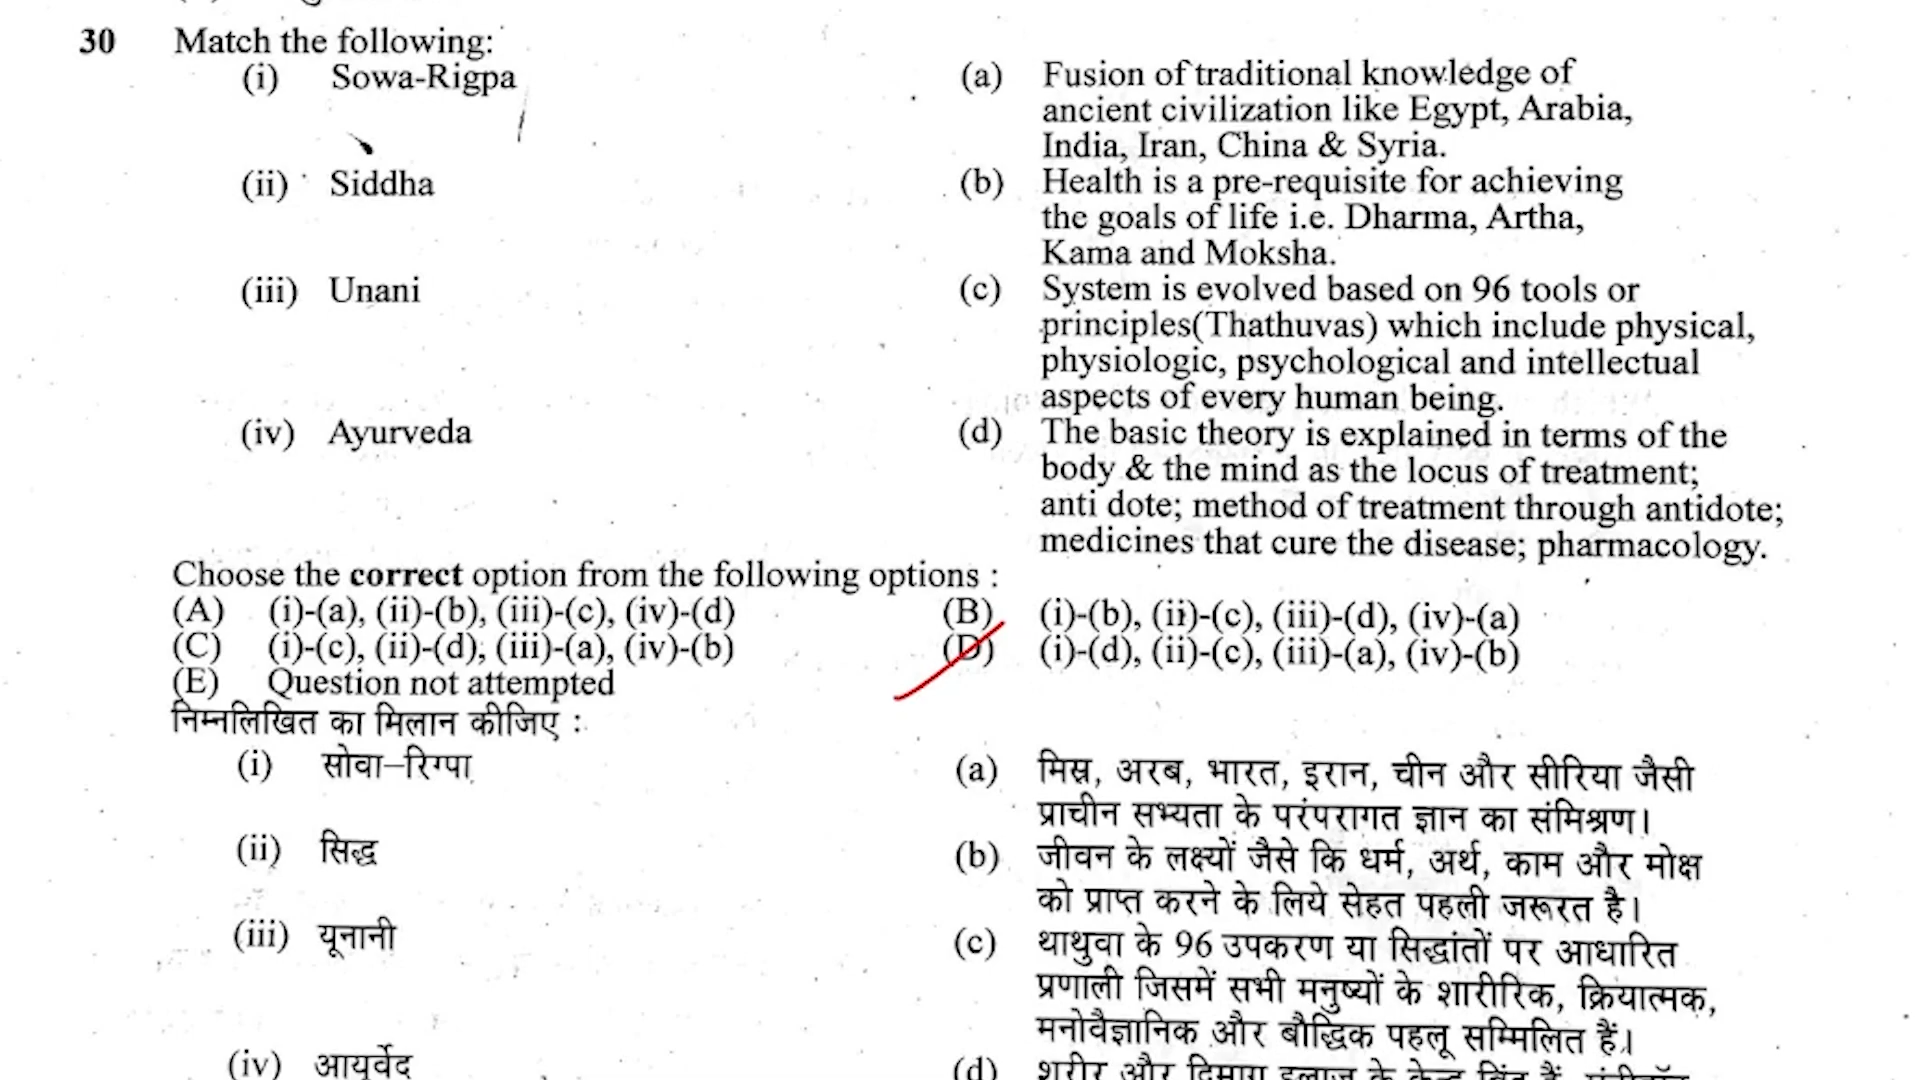 30 Match the following:
(i) Sowa-Rigpa
(a) Fusion of traditional knowledge of
ancient civilization like Egypt, Arabia,
India, Iran, China & Syria.
(ii) Siddha
(b) Health is a pre-requisite for achieving
the goals of life i.e. Dharma, Artha,
Kama and Moksha.
(iii) Unani
(c) System is evolved based on 96 tools or
principles(Thathuvas) which include physical,
physiologic, psychological and intellectual
aspects of every human being.
(iv) Ayurveda
(d) The basic theory is explained in terms of the
body & the mind as the locus of treatment;
anti dote; method of treatment through antidote;
medicines that cure the disease; pharmacology.
Choose the correct option from the following options :
(A) (i)-(a), (ii)-(b), (iii)-(c), (iv)-(d)
(B) (i)-(b), (ii)-(c), (iii)-(d), (iv)-(a)
(C) (i)-(c), (ii)-(d), (iii)-(a), (iv)-(b)
(D) (i)-(d), (ii)-(c), (iii)-(a), (iv)-(b)
(E) Question not attempted
निम्नलिखित का मिलान कीजिए :
(i) सोवा–रिग्पा
(a) मिस्र, अरब, भारत, इरान, चीन और सीरिया जैसी
प्राचीन सभ्यता के परंपरागत ज्ञान का संमिश्रण।
(ii) सिद्ध
(b) जीवन के लक्ष्यों जैसे कि धर्म, अर्थ, काम और मोक्ष
को प्राप्त करने के लिये सेहत पहली जरूरत है।
(iii) यूनानी
(c) थाथुवा के 96 उपकरण या सिद्धांतों पर आधारित
प्रणाली जिसमें सभी मनुष्यों के शारीरिक, क्रियात्मक,
मनोवैज्ञानिक और बौद्धिक पहलू सम्मिलित हैं।
(iv) आयुर्वेद
(d) शरीर और दिमाग इलाज के केन्द्र बिंदु हैं,